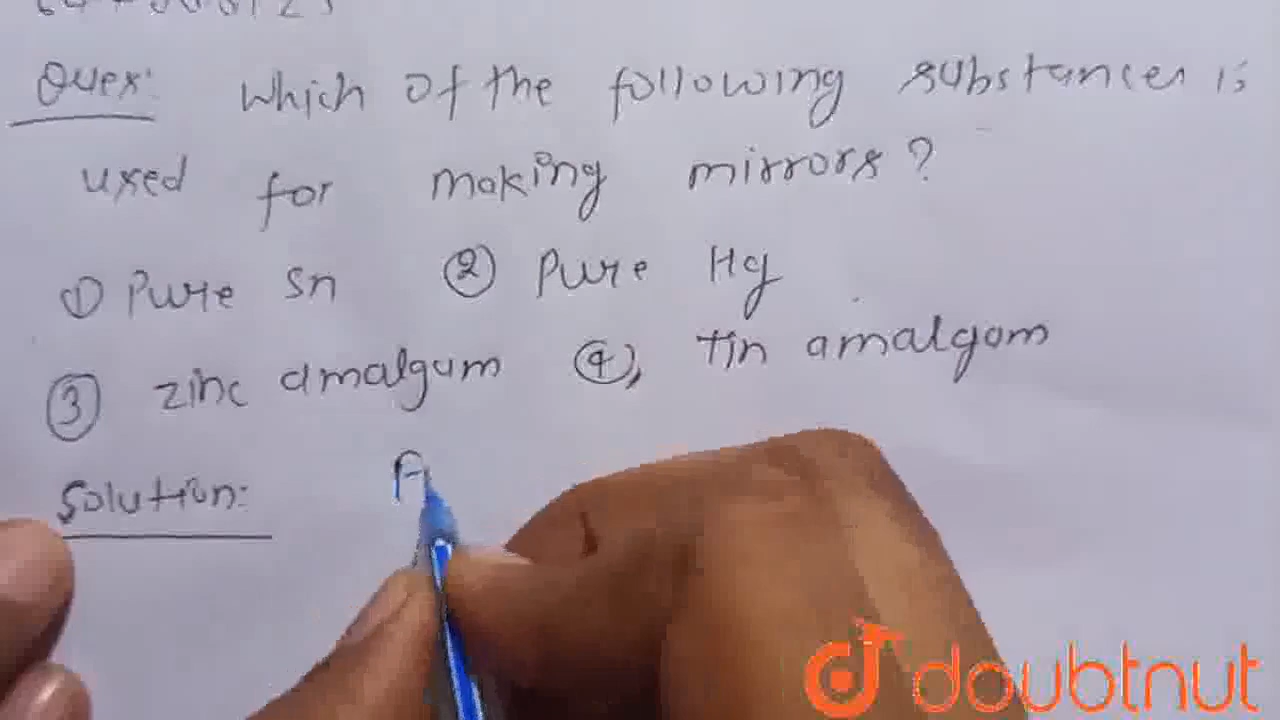 Ques: Which of the following substances is
used for making mirrors?
① Pure Sn ② Pure Hg
③ zinc amalgam ④, tin amalgam
Solution: A
doubtnut